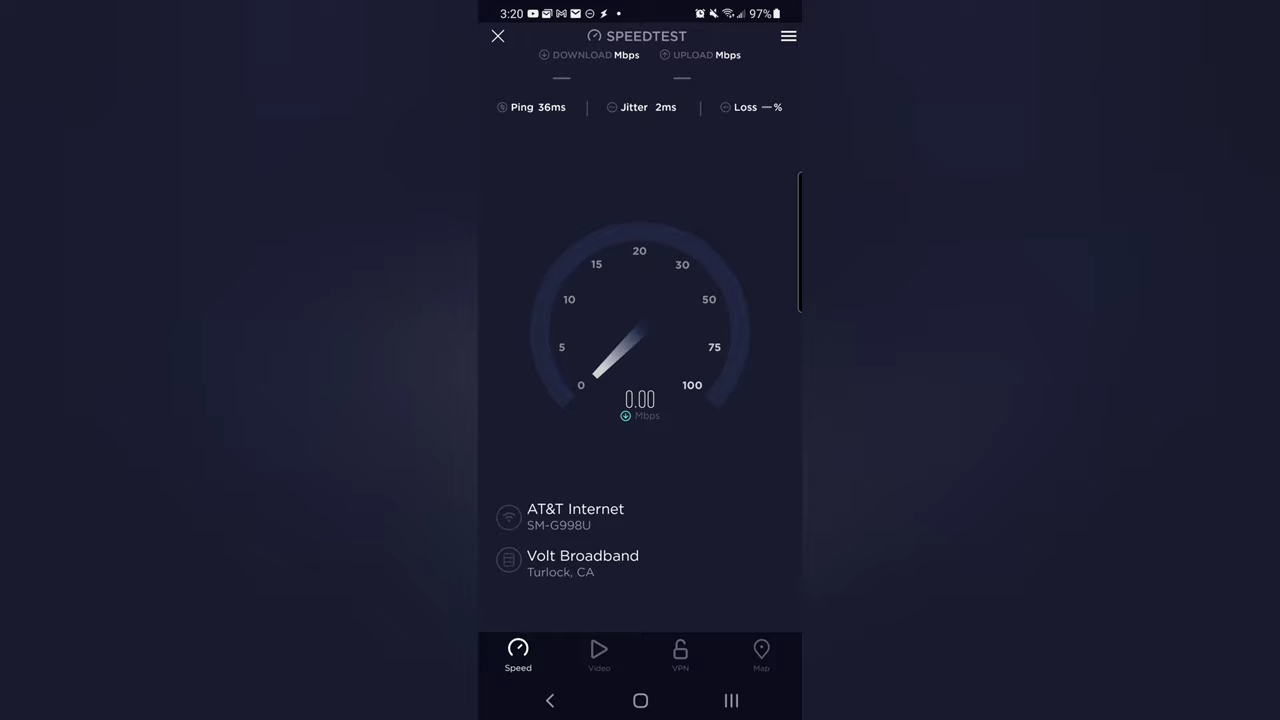 3:20 97%
SPEEDTEST
DOWNLOAD Mbps UPLOAD Mbps
Ping 36ms Jitter 2ms Loss — %
20
15 30
10 50
5 75
0 100
0.00
Mbps
AT&T Internet
SM-G998U
Volt Broadband
Turlock, CA
Speed Video VPN Map